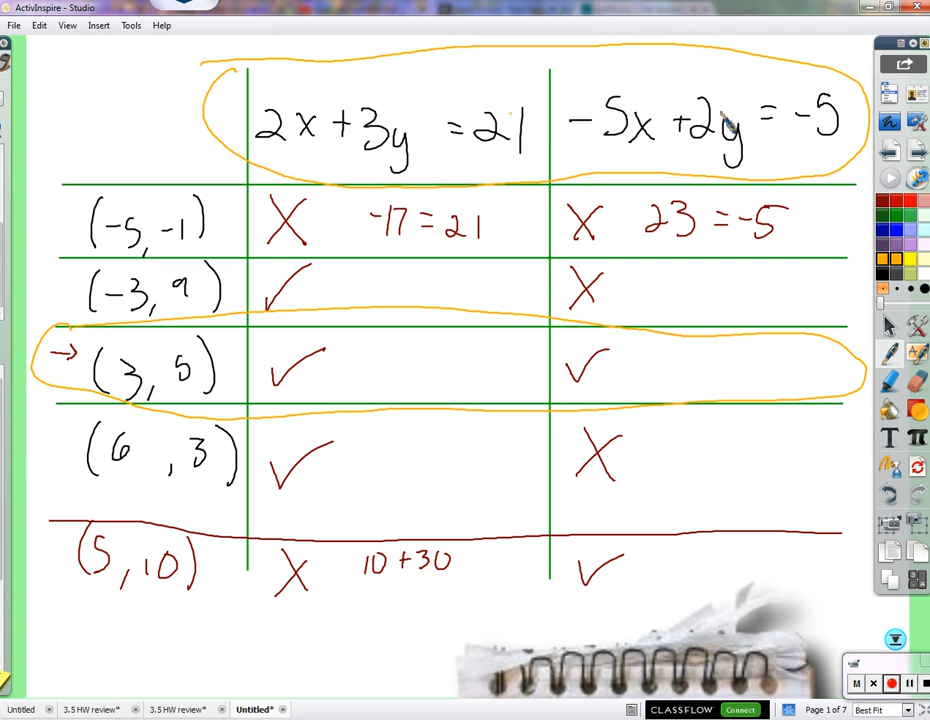 ActivInspire - Studio
File Edit View Insert Tools Help
2x + 3y = 21 -5x + 2y = -5
(-5, -1) X -17 = 21 X 23 = -5
(-3, 9) ✓ X
→ (3, 5) ✓ ✓
(6, 3) ✓ X
(5, 10) X 10 + 30 ✓
Untitled 3.5 HW review* 3.5 HW review* Untitled* CLASSFLOW Connect Page 1 of 7 Best Fit